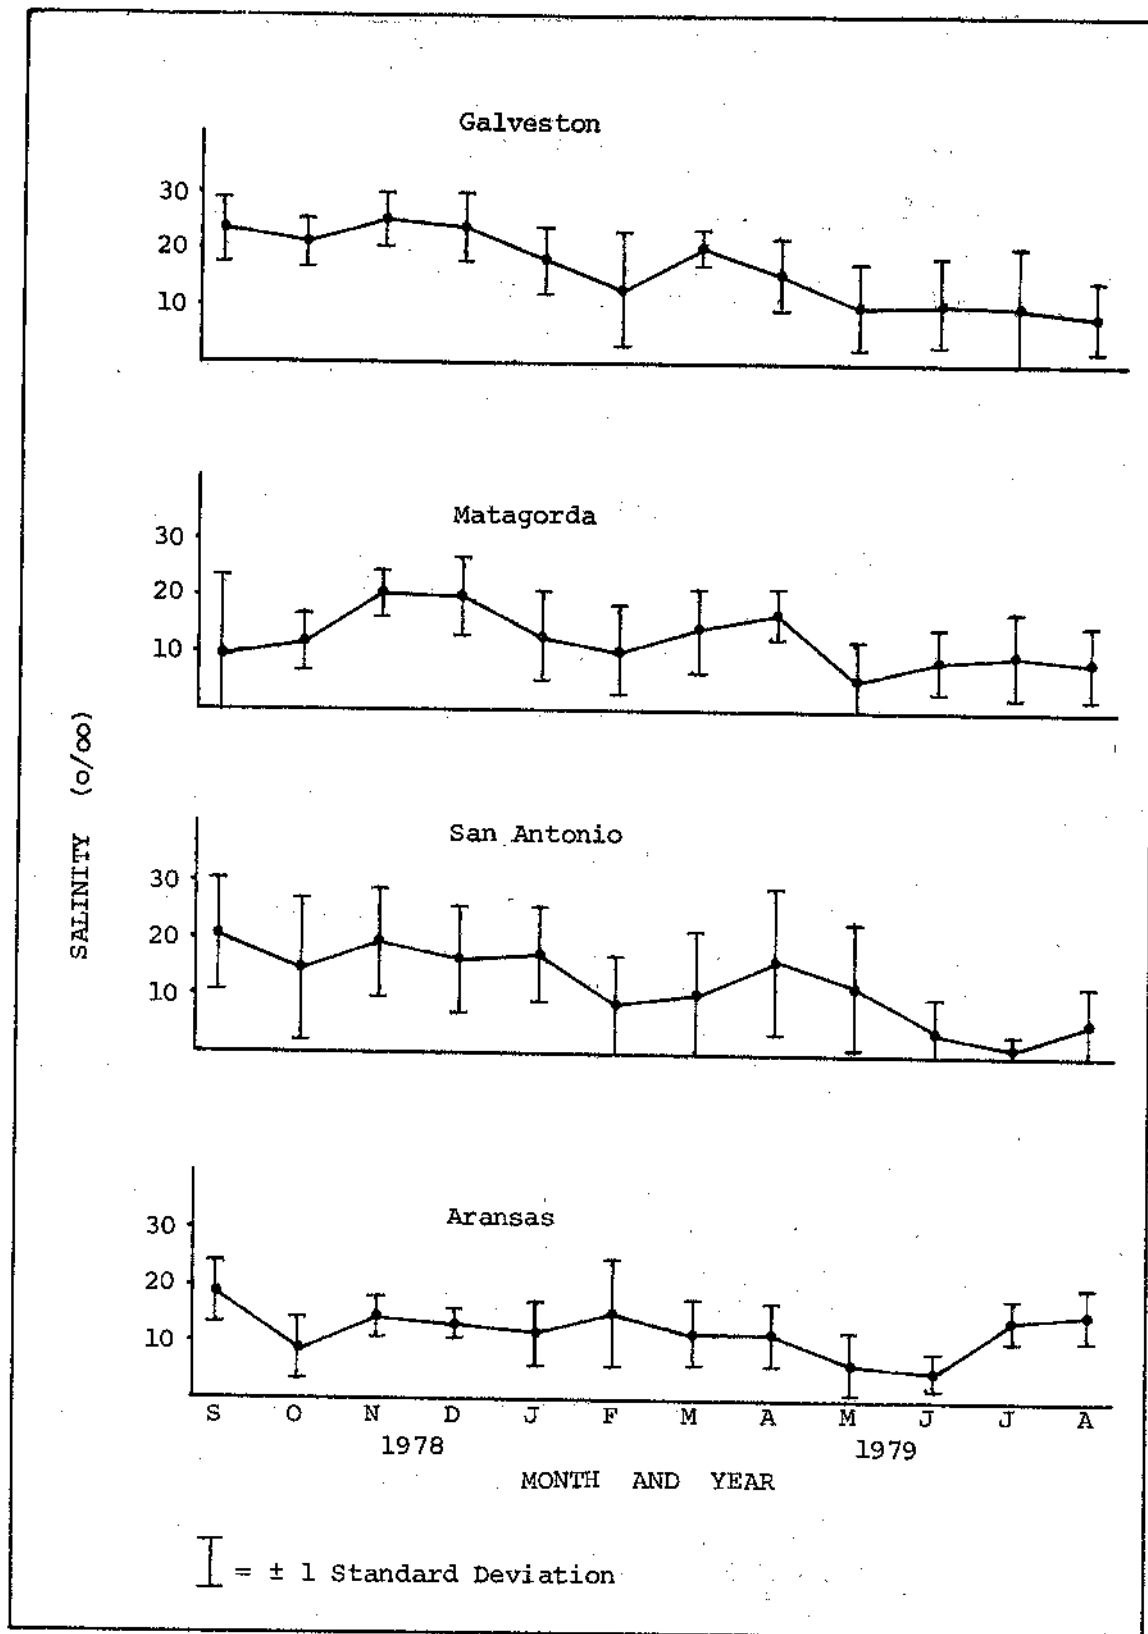 Galveston
30
20
10
Matagorda
30
20
10
SALINITY (o/oo)
San Antonio
30
20
10
Aransas
30
20
10
S O N D J F M A M J J A
1978 1979
MONTH AND YEAR
= ± 1 Standard Deviation